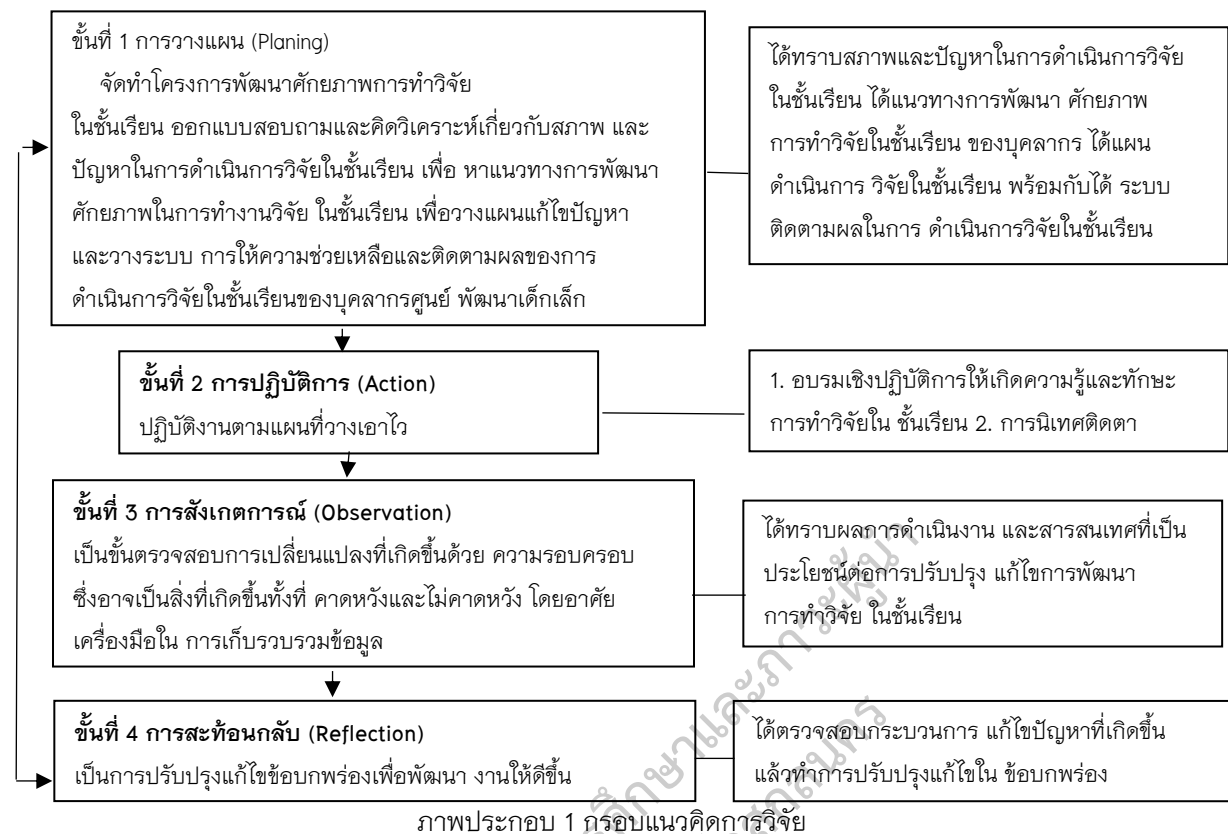 ขั้นที่ 1 การวางแผน (Planing)
จัดทำโครงการพัฒนาศักยภาพการทำวิจัย
ในชั้นเรียน ออกแบบสอบถามและคิดวิเคราะห์เกี่ยวกับสภาพ และ
ปัญหาในการดำเนินการวิจัยในชั้นเรียน เพื่อ หาแนวทางการพัฒนา
ศักยภาพในการทำงานวิจัย ในชั้นเรียน เพื่อวางแผนแก้ไขปัญหา
และวางระบบ การให้ความช่วยเหลือและติดตามผลของการ
ดำเนินการวิจัยในชั้นเรียนของบุคลากรศูนย์ พัฒนาเด็กเล็ก
ได้ทราบสภาพและปัญหาในการดำเนินการวิจัย
ในชั้นเรียน ได้แนวทางการพัฒนา ศักยภาพ
การทำวิจัยในชั้นเรียน ของบุคลากร ได้แผน
ดำเนินการ วิจัยในชั้นเรียน พร้อมกับได้ ระบบ
ติดตามผลในการ ดำเนินการวิจัยในชั้นเรียน
ขั้นที่ 2 การปฏิบัติการ (Action)
ปฏิบัติงานตามแผนที่วางเอาไว
1. อบรมเชิงปฏิบัติการให้เกิดความรู้และทักษะ
การทำวิจัยใน ชั้นเรียน 2. การนิเทศติดตา
ขั้นที่ 3 การสังเกตการณ์ (Observation)
เป็นขั้นตรวจสอบการเปลี่ยนแปลงที่เกิดขึ้นด้วย ความรอบครอบ
ซึ่งอาจเป็นสิ่งที่เกิดขึ้นทั้งที่ คาดหวังและไม่คาดหวัง โดยอาศัย
เครื่องมือใน การเก็บรวบรวมข้อมูล
ได้ทราบผลการดำเนินงาน และสารสนเทศที่เป็น
ประโยชน์ต่อการปรับปรุง แก้ไขการพัฒนา
การทำวิจัย ในชั้นเรียน
ขั้นที่ 4 การสะท้อนกลับ (Reflection)
เป็นการปรับปรุงแก้ไขข้อบกพร่องเพื่อพัฒนา งานให้ดีขึ้น
ได้ตรวจสอบกระบวนการ แก้ไขปัญหาที่เกิดขึ้น
แล้วทำการปรับปรุงแก้ไขใน ข้อบกพร่อง
ภาพประกอบ 1 กรอบแนวคิดการวิจัย